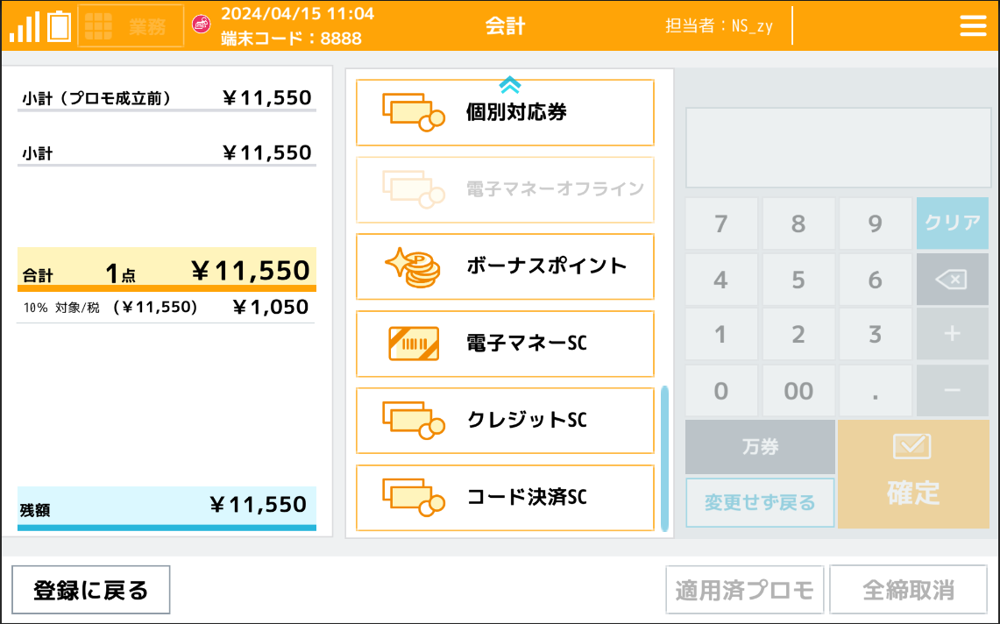 業務
2024/04/15 11:04
端末コード：8888
会計
担当者：NS_zy
小計（プロモ成立前） ￥11,550
小計 ￥11,550
合計 1点 ￥11,550
10% 対象/税 (￥11,550) ￥1,050
残額 ￥11,550
個別対応券
電子マネーオフライン
ボーナスポイント
電子マネーSC
クレジットSC
コード決済SC
7 8 9 クリア
4 5 6
1 2 3 +
0 00 . −
万券
変更せず戻る
確定
登録に戻る
適用済プロモ
全締取消